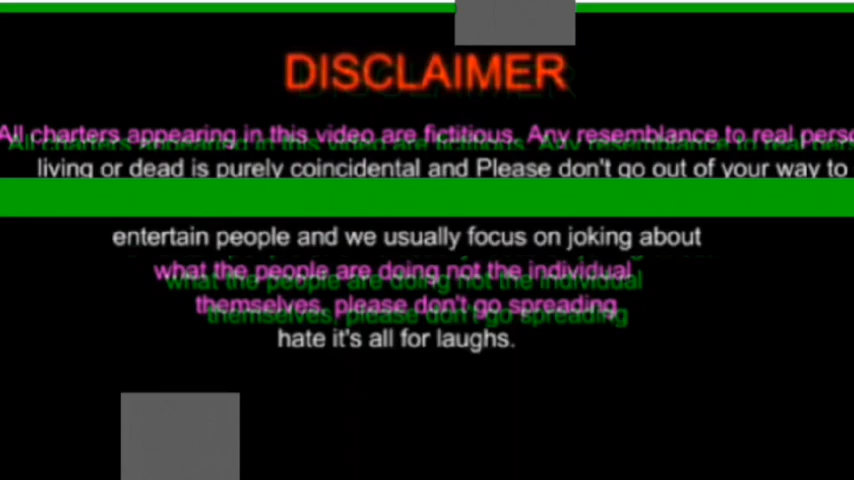 DISCLAIMER
All charters appearing in this video are fictitious. Any resemblance to real perso
living or dead is purely coincidental and Please don't go out of your way to
entertain people and we usually focus on joking about
what the people are doing not the individual
themselves, please don't go spreading
hate it's all for laughs.